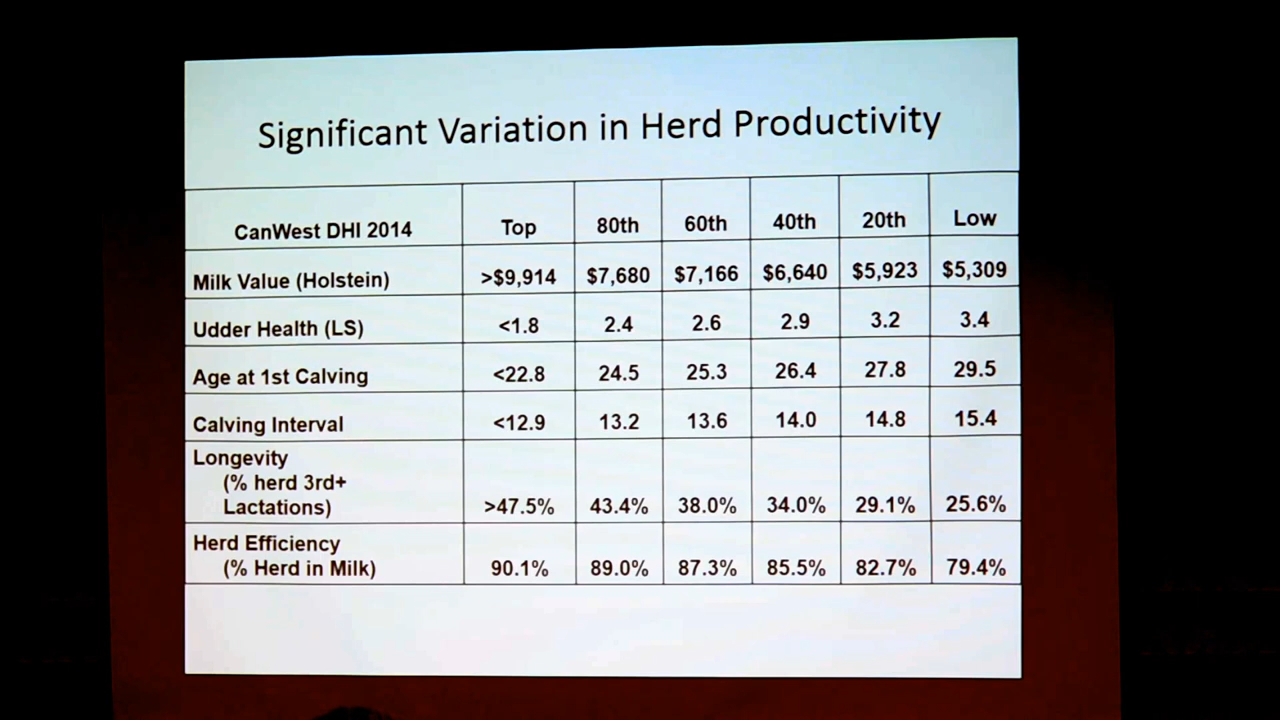 Significant Variation in Herd Productivity
CanWest DHI 2014 Top 80th 60th 40th 20th Low
Milk Value (Holstein) >$9,914 $7,680 $7,166 $6,640 $5,923 $5,309
Udder Health (LS) <1.8 2.4 2.6 2.9 3.2 3.4
Age at 1st Calving <22.8 24.5 25.3 26.4 27.8 29.5
Calving Interval <12.9 13.2 13.6 14.0 14.8 15.4
Longevity
(% herd 3rd+
Lactations) >47.5% 43.4% 38.0% 34.0% 29.1% 25.6%
Herd Efficiency
(% Herd in Milk) 90.1% 89.0% 87.3% 85.5% 82.7% 79.4%